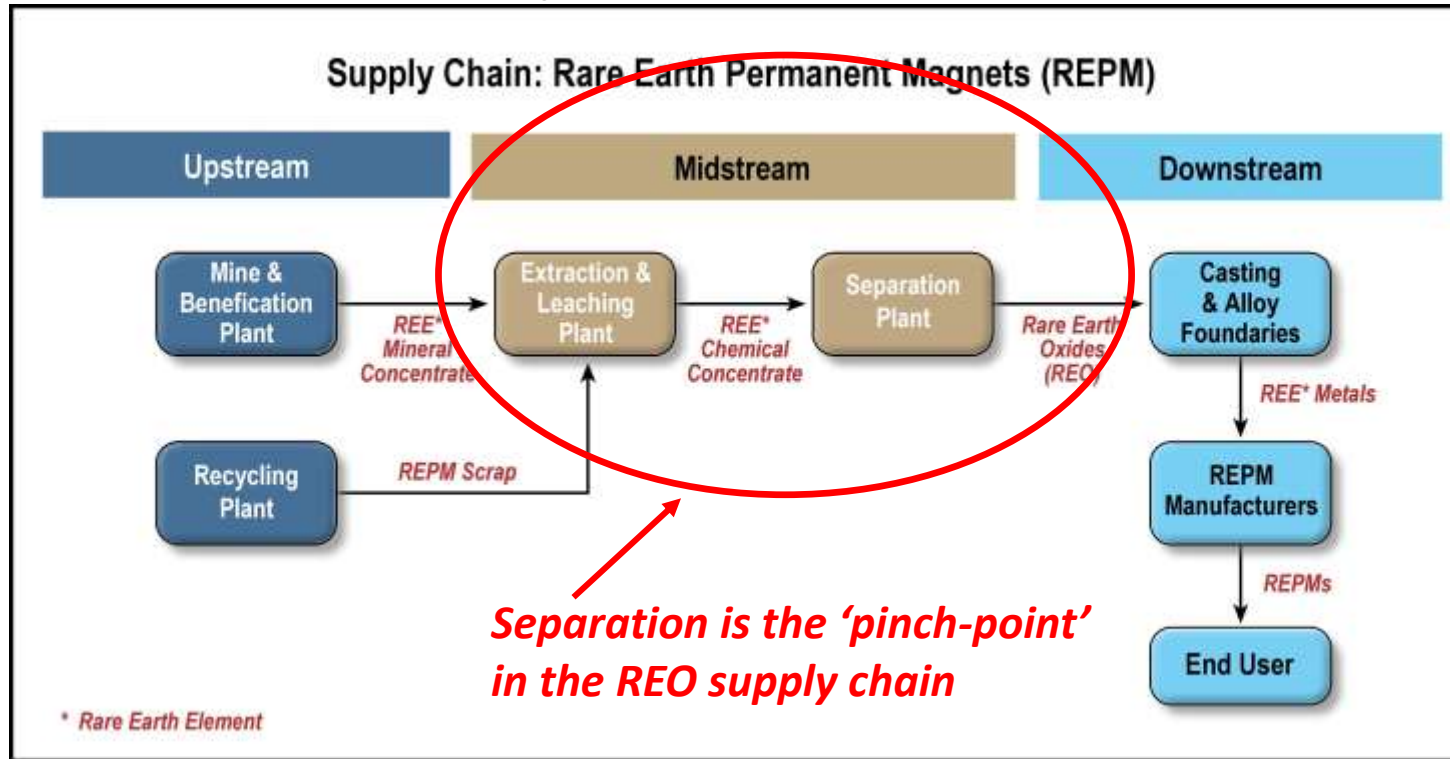 Supply Chain: Rare Earth Permanent Magnets (REPM)
Upstream
Midstream
Downstream
Mine &
Benefication
Plant
REE*
Mineral
Concentrate
Extraction &
Leaching
Plant
REE*
Chemical
Concentrate
Separation
Plant
Rare Earth
Oxides
(REO)
Casting
& Alloy
Foundaries
REE* Metals
Recycling
Plant
REPM Scrap
REPM
Manufacturers
REPMs
End User
Separation is the ‘pinch-point’
in the REO supply chain
* Rare Earth Element